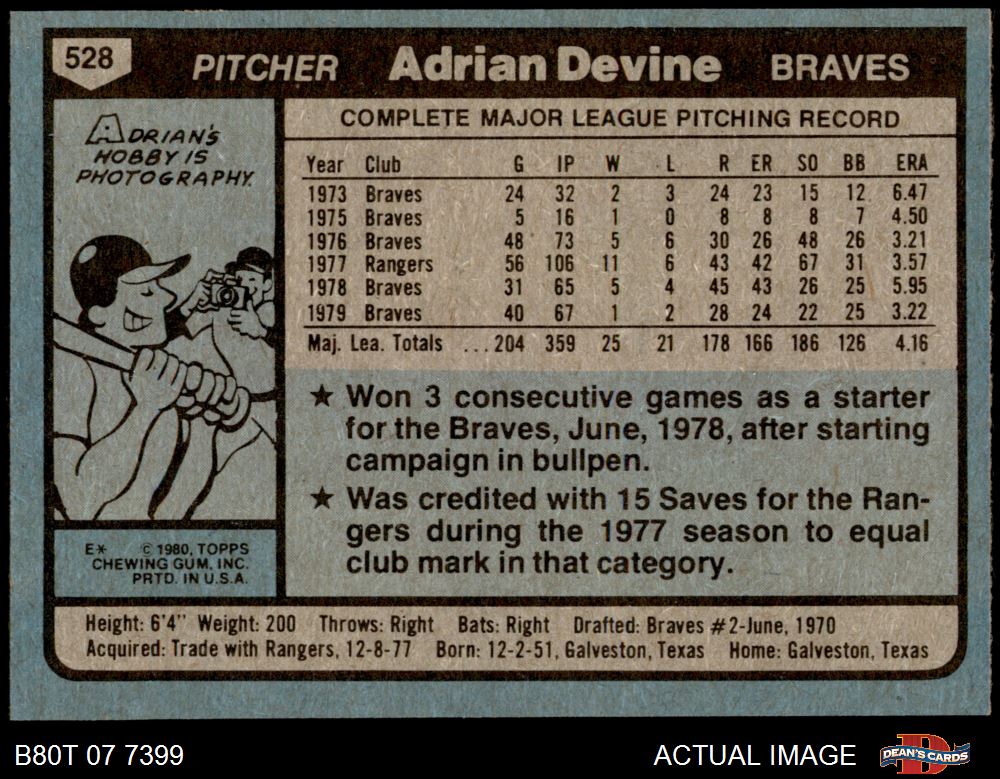 528
PITCHER Adrian Devine BRAVES
ADRIAN'S
HOBBY IS
PHOTOGRAPHY.
COMPLETE MAJOR LEAGUE PITCHING RECORD
Year Club G IP W L R ER SO BB ERA
1973 Braves 24 32 2 3 24 23 15 12 6.47
1975 Braves 5 16 1 0 8 8 8 7 4.50
1976 Braves 48 73 5 6 30 26 48 26 3.21
1977 Rangers 56 106 11 6 43 42 67 31 3.57
1978 Braves 31 65 5 4 45 43 26 25 5.95
1979 Braves 40 67 1 2 28 24 22 25 3.22
Maj. Lea. Totals ...204 359 25 21 178 166 186 126 4.16
★ Won 3 consecutive games as a starter
for the Braves, June, 1978, after starting
campaign in bullpen.
★ Was credited with 15 Saves for the Ran-
gers during the 1977 season to equal
club mark in that category.
E* © 1980, TOPPS
CHEWING GUM, INC.
PRTD. IN U.S.A.
Height: 6'4" Weight: 200 Throws: Right Bats: Right Drafted: Braves #2-June, 1970
Acquired: Trade with Rangers, 12-8-77 Born: 12-2-51, Galveston, Texas Home: Galveston, Texas
B80T 07 7399
ACTUAL IMAGE
DEAN'S CARDS